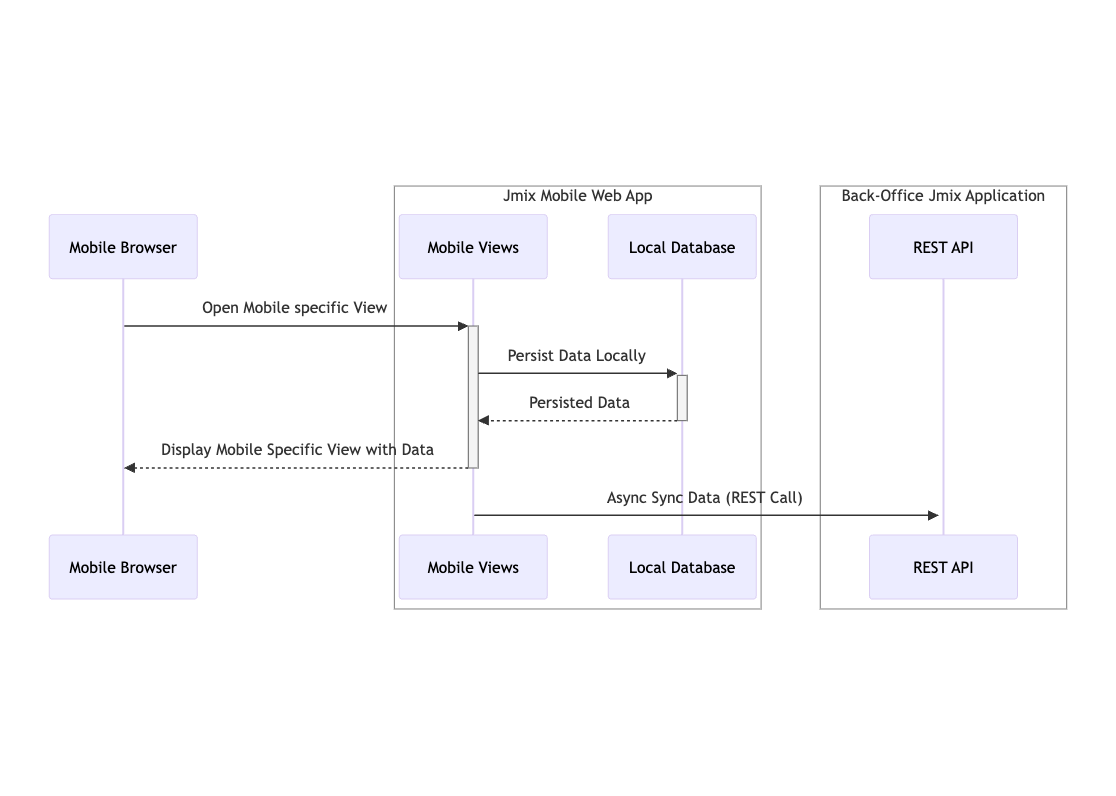 Jmix Mobile Web App
Back-Office Jmix Application
Mobile Browser
Mobile Views
Local Database
REST API
Open Mobile specific View
Persist Data Locally
Persisted Data
Display Mobile Specific View with Data
Async Sync Data (REST Call)
Mobile Browser
Mobile Views
Local Database
REST API